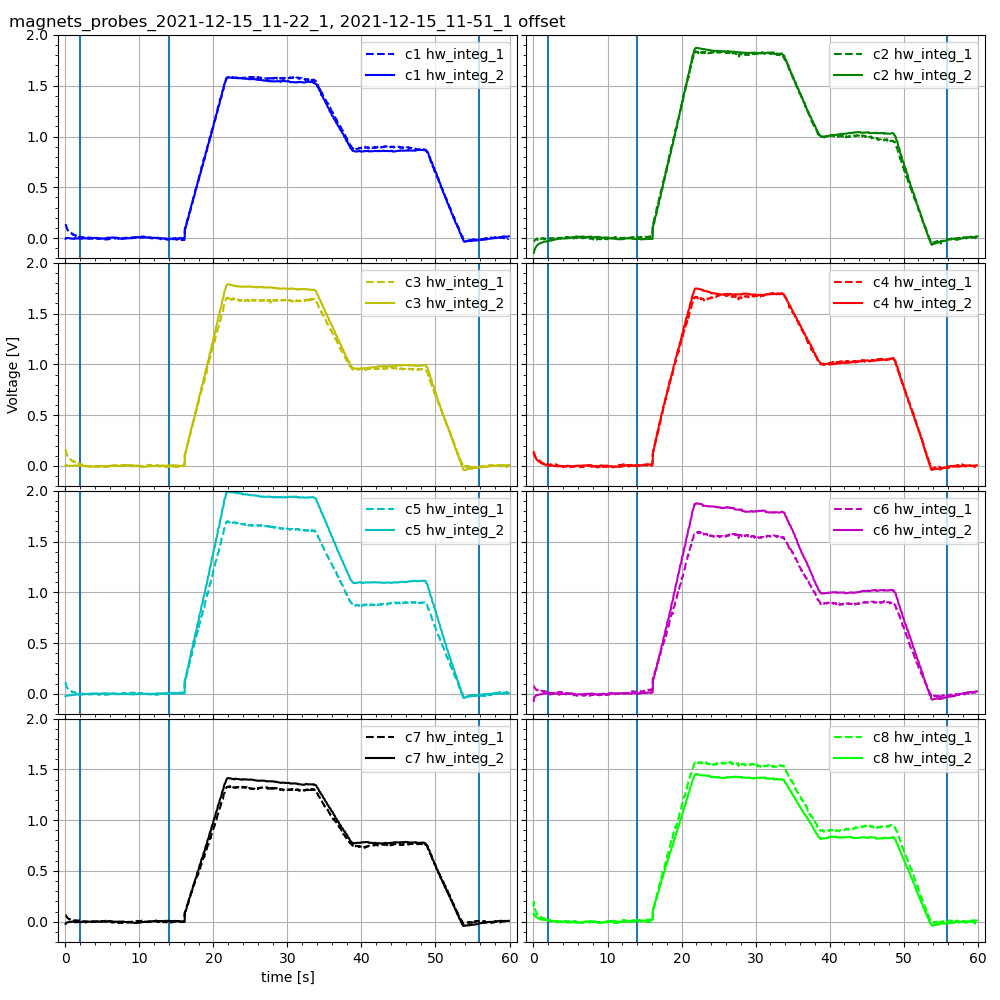 magnets_probes_2021-12-15_11-22_1, 2021-12-15_11-51_1 offset
2.0
1.5
1.0
0.5
0.0
c1 hw_integ_1
c1 hw_integ_2
c2 hw_integ_1
c2 hw_integ_2
2.0
1.5
1.0
0.5
0.0
Voltage [V]
c3 hw_integ_1
c3 hw_integ_2
c4 hw_integ_1
c4 hw_integ_2
2.0
1.5
1.0
0.5
0.0
c5 hw_integ_1
c5 hw_integ_2
c6 hw_integ_1
c6 hw_integ_2
2.0
1.5
1.0
0.5
0.0
c7 hw_integ_1
c7 hw_integ_2
c8 hw_integ_1
c8 hw_integ_2
0 10 20 30 40 50 60
0 10 20 30 40 50 60
time [s]